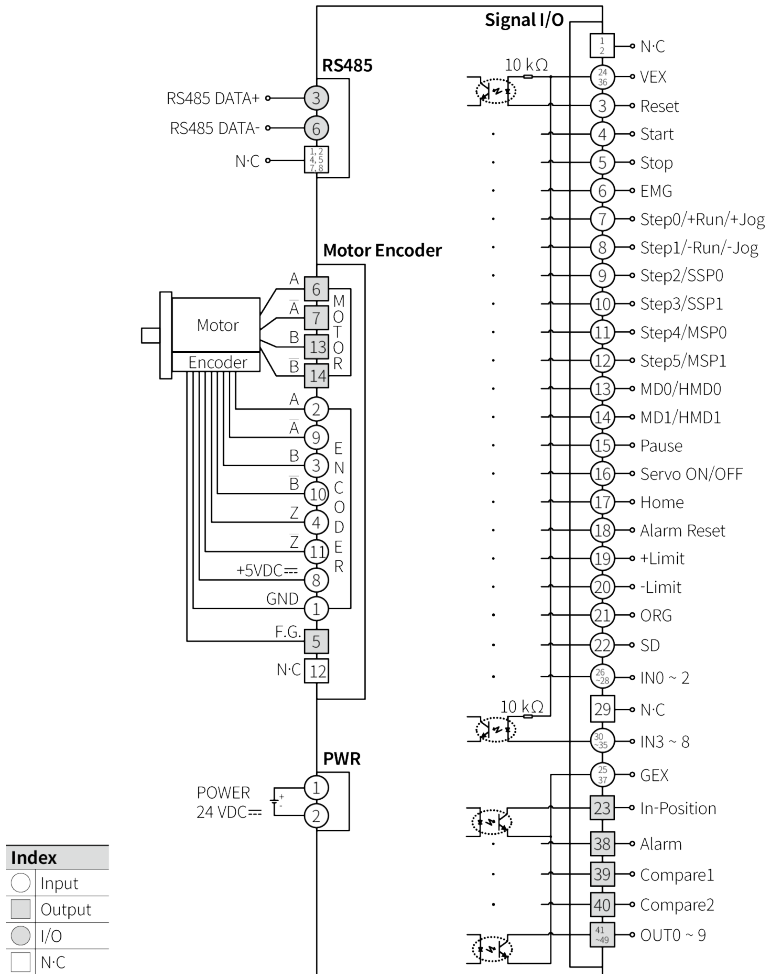 Signal I/O
1
2
N·C
RS485
10 kΩ
24
36
VEX
RS485 DATA+
3
3
Reset
RS485 DATA-
6
4
Start
N·C
1, 2
4, 5
7, 8
5
Stop
6
EMG
7
Step0/+Run/+Jog
Motor Encoder
8
Step1/-Run/-Jog
9
Step2/SSP0
10
Step3/SSP1
11
Step4/MSP0
12
Step5/MSP1
13
MD0/HMD0
14
MD1/HMD1
15
Pause
16
Servo ON/OFF
17
Home
18
Alarm Reset
19
+Limit
20
-Limit
21
ORG
22
SD
26
~28
IN0 ~ 2
29
N·C
10 kΩ
30
~35
IN3 ~ 8
25
37
GEX
23
In-Position
38
Alarm
39
Compare1
40
Compare2
41
~49
OUT0 ~ 9
Motor
Encoder
A
6
A̅
7
B
13
B̅
14
MOTOR
A
2
A̅
9
B
3
B̅
10
Z
4
Z̅
11
+5VDC⎓
8
GND
1
ENCODER
F.G.
5
N·C
12
PWR
POWER
24 VDC⎓
+
-
1
2
Index
Input
Output
I/O
N·C